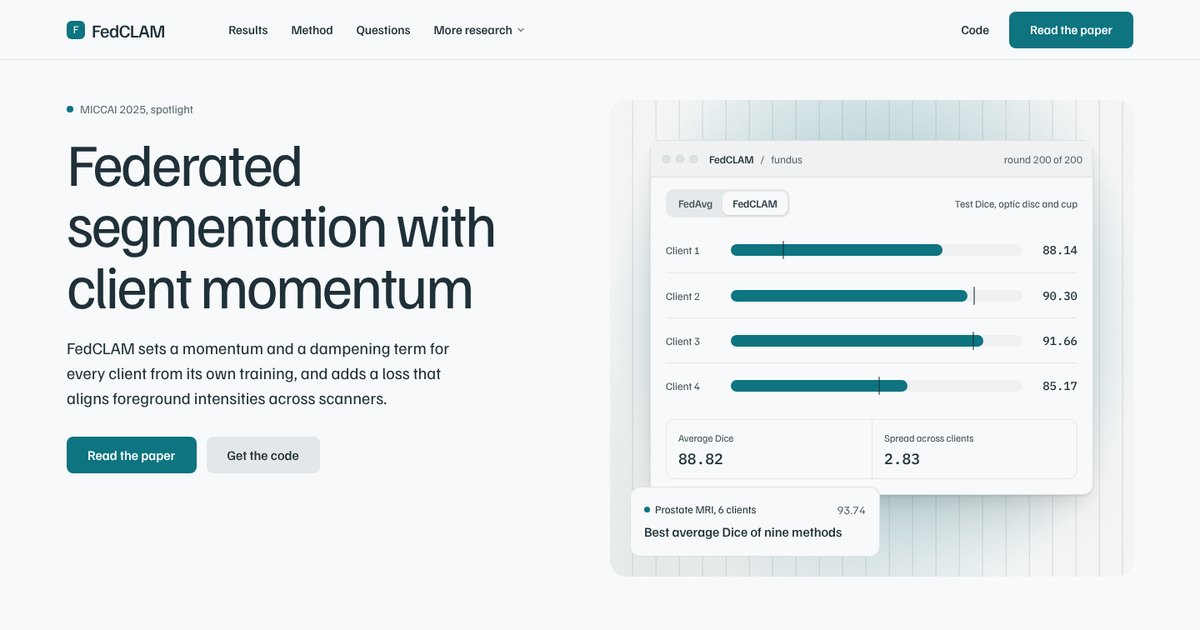 F FedCLAM
Results
Method
Questions
More research
Code
Read the paper
MICCAI 2025, spotlight
Federated
segmentation with
client momentum
FedCLAM sets a momentum and a dampening term for
every client from its own training, and adds a loss that
aligns foreground intensities across scanners.
Read the paper
Get the code
FedCLAM / fundus
round 200 of 200
FedAvg
FedCLAM
Test Dice, optic disc and cup
Client 1 88.14
Client 2 90.30
Client 3 91.66
Client 4 85.17
Average Dice
88.82
Spread across clients
2.83
Prostate MRI, 6 clients 93.74
Best average Dice of nine methods